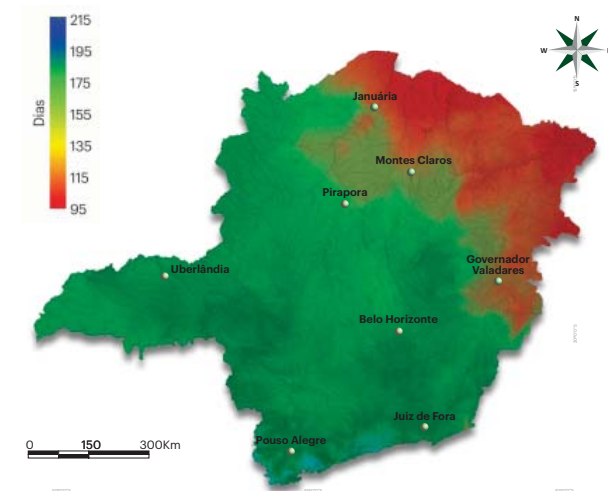 215
195
175
155
135
115
95
Dias
N
W
S
Januária
Montes Claros
Pirapora
Governador
Valadares
Uberlândia
Belo Horizonte
Juiz de Fora
Pouso Alegre
0 150 300Km